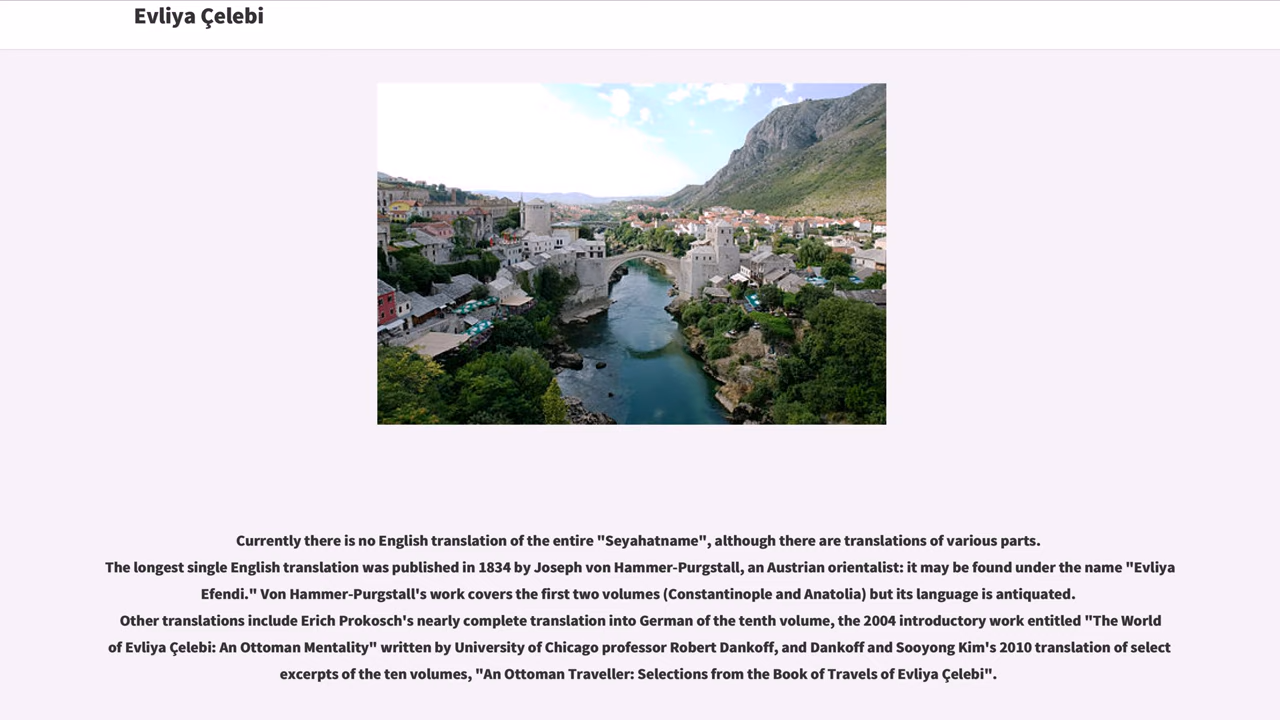 Evliya Çelebi
Currently there is no English translation of the entire "Seyahatname", although there are translations of various parts.
The longest single English translation was published in 1834 by Joseph von Hammer-Purgstall, an Austrian orientalist: it may be found under the name "Evliya
Efendi." Von Hammer-Purgstall's work covers the first two volumes (Constantinople and Anatolia) but its language is antiquated.
Other translations include Erich Prokosch's nearly complete translation into German of the tenth volume, the 2004 introductory work entitled "The World
of Evliya Çelebi: An Ottoman Mentality" written by University of Chicago professor Robert Dankoff, and Dankoff and Sooyong Kim's 2010 translation of select
excerpts of the ten volumes, "An Ottoman Traveller: Selections from the Book of Travels of Evliya Çelebi".